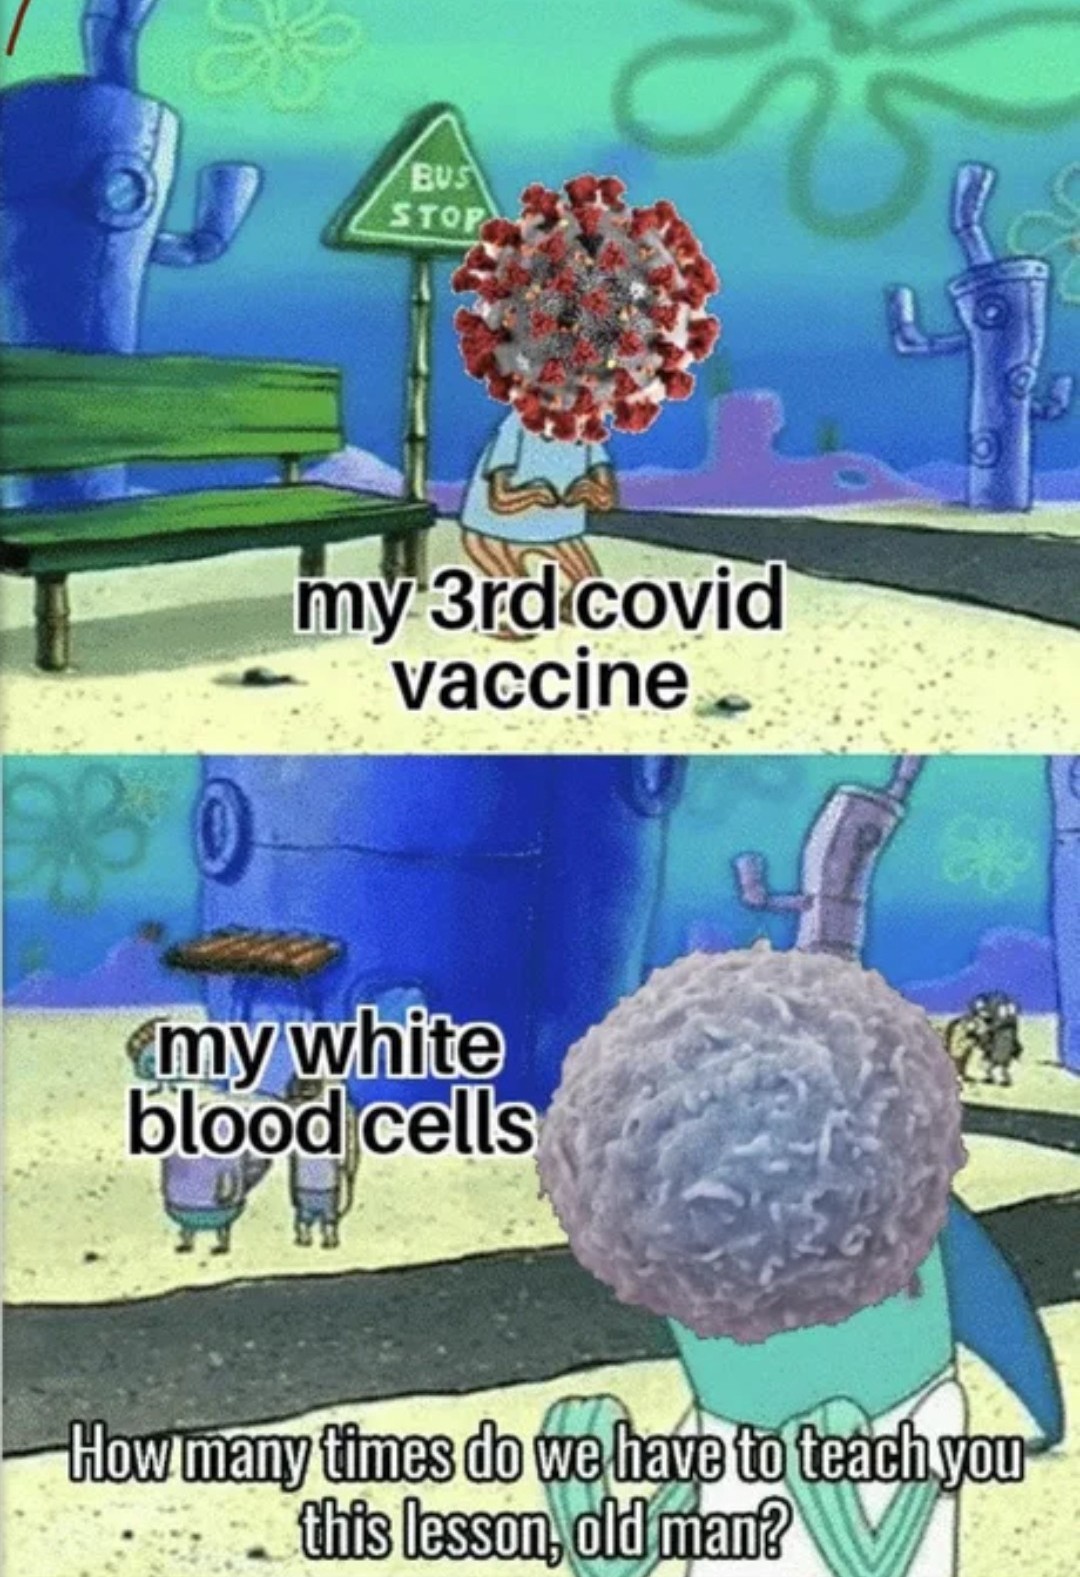 BUS
STOP
my 3rd covid
vaccine
my white
blood cells
How many times do we have to teach you
this lesson, old man?